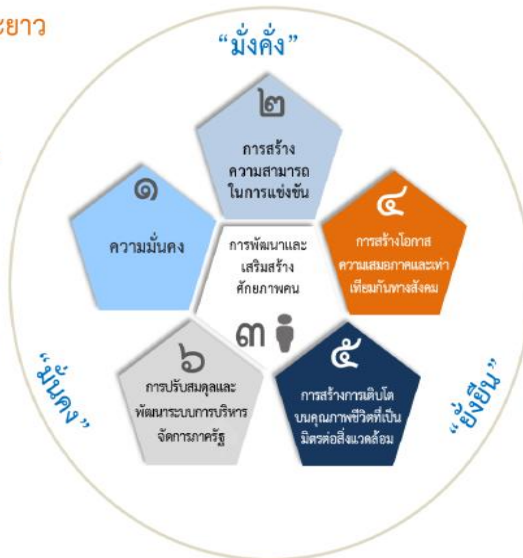 ะยาว
“มั่งคั่ง”
๒
การสร้าง
ความสามารถ
ในการแข่งขัน
๑
ความมั่นคง
๔
การสร้างโอกาส
ความเสมอภาคและเท่า
เทียมกันทางสังคม
การพัฒนาและ
เสริมสร้าง
ศักยภาพคน
๓
๖
การปรับสมดุลและ
พัฒนาระบบการบริหาร
จัดการภาครัฐ
๕
การสร้างการเติบโต
บนคุณภาพชีวิตที่เป็น
มิตรต่อสิ่งแวดล้อม
“มั่นคง”
“ยั่งยืน”